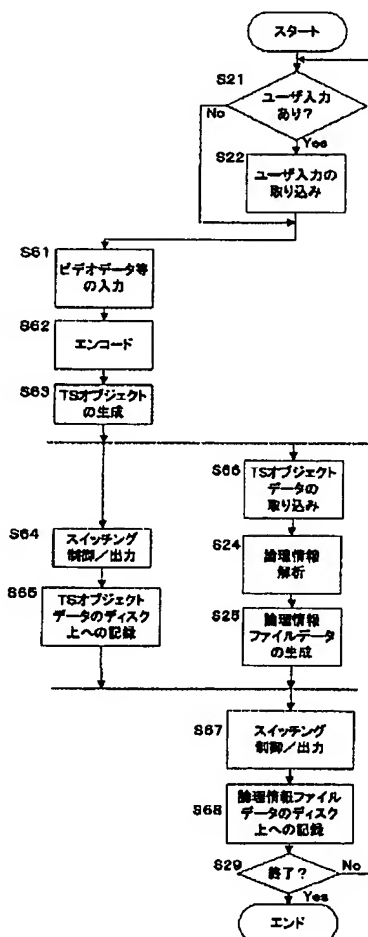 スタート
S21
ユーザ入力
あり?
No
Yes
S22
ユーザ入力の
取り込み
S61
ビデオデータ等
の入力
S62
エンコード
S63
TSオブジェクト
の生成
S66
TSオブジェクト
データの
取り込み
S64
スイッチング
制御/出力
S24
論理情報
解析
S65
TSオブジェクト
データのディスク
上への記録
S25
論理情報
ファイルデータ
の生成
S67
スイッチング
制御/出力
S68
論理情報ファイル
データのディスク
上への記録
S29
終了?
No
Yes
エンド